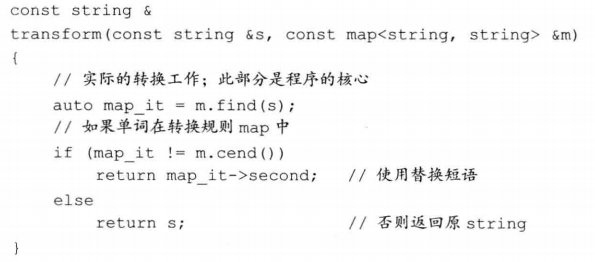 const string &
transform(const string &s, const map<string, string> &m)
{
    // 实际的转换工作；此部分是程序的核心
    auto map_it = m.find(s);
    // 如果单词在转换规则 map 中
    if (map_it != m.cend())
        return map_it->second;   // 使用替换短语
    else
        return s;                // 否则返回原 string
}